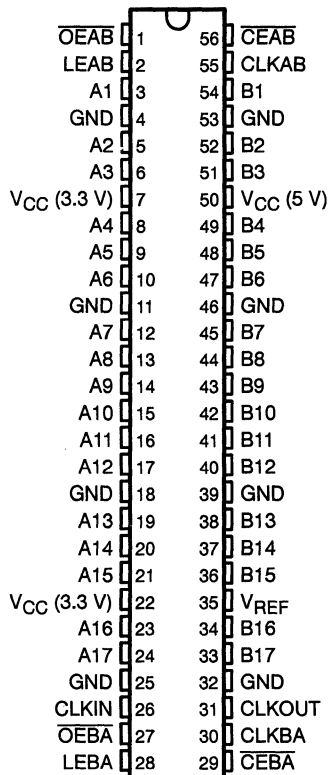 O̅E̅A̅B̅ 1 56 C̅E̅A̅B̅
LEAB 2 55 CLKAB
A1 3 54 B1
GND 4 53 GND
A2 5 52 B2
A3 6 51 B3
VCC (3.3 V) 7 50 VCC (5 V)
A4 8 49 B4
A5 9 48 B5
A6 10 47 B6
GND 11 46 GND
A7 12 45 B7
A8 13 44 B8
A9 14 43 B9
A10 15 42 B10
A11 16 41 B11
A12 17 40 B12
GND 18 39 GND
A13 19 38 B13
A14 20 37 B14
A15 21 36 B15
VCC (3.3 V) 22 35 VREF
A16 23 34 B16
A17 24 33 B17
GND 25 32 GND
CLKIN 26 31 CLKOUT
O̅E̅B̅A̅ 27 30 CLKBA
LEBA 28 29 C̅E̅B̅A̅